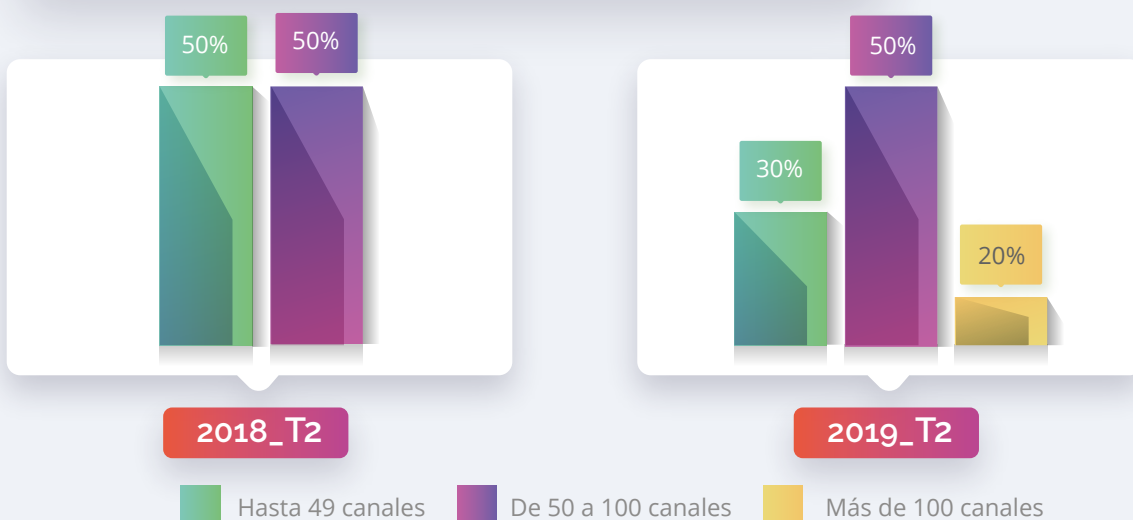 50%
50%
2018_T2
30%
50%
20%
2019_T2
Hasta 49 canales
De 50 a 100 canales
Más de 100 canales